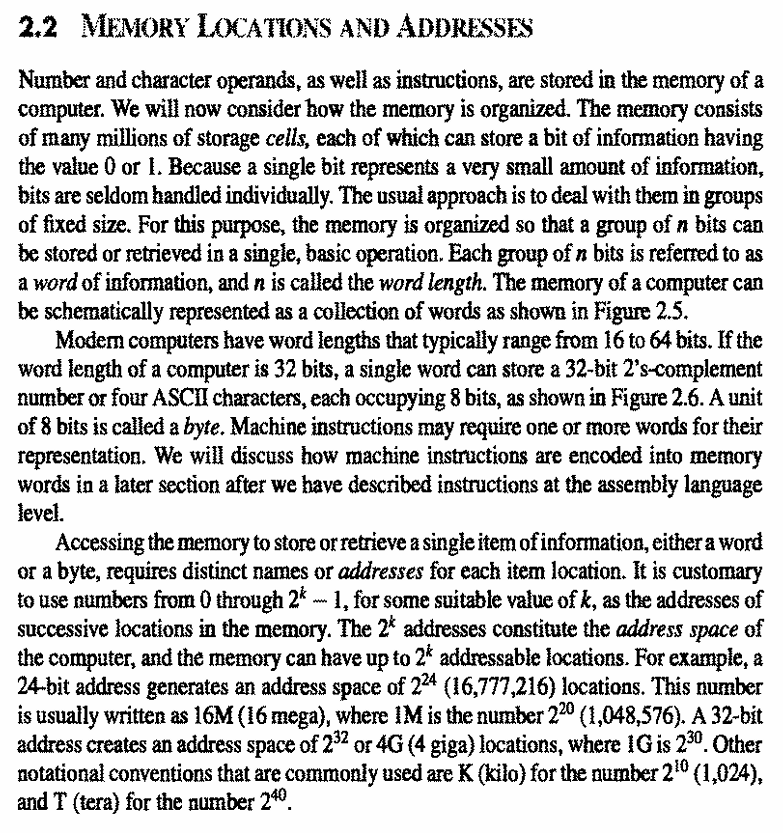 2.2 MEMORY LOCATIONS AND ADDRESSES
Number and character operands, as well as instructions, are stored in the memory of a
computer. We will now consider how the memory is organized. The memory consists
of many millions of storage cells, each of which can store a bit of information having
the value 0 or 1. Because a single bit represents a very small amount of information,
bits are seldom handled individually. The usual approach is to deal with them in groups
of fixed size. For this purpose, the memory is organized so that a group of n bits can
be stored or retrieved in a single, basic operation. Each group of n bits is referred to as
a word of information, and n is called the word length. The memory of a computer can
be schematically represented as a collection of words as shown in Figure 2.5.
Modern computers have word lengths that typically range from 16 to 64 bits. If the
word length of a computer is 32 bits, a single word can store a 32-bit 2's-complement
number or four ASCII characters, each occupying 8 bits, as shown in Figure 2.6. A unit
of 8 bits is called a byte. Machine instructions may require one or more words for their
representation. We will discuss how machine instructions are encoded into memory
words in a later section after we have described instructions at the assembly language
level.
Accessing the memory to store or retrieve a single item of information, either a word
or a byte, requires distinct names or addresses for each item location. It is customary
to use numbers from 0 through 2^k − 1, for some suitable value of k, as the addresses of
successive locations in the memory. The 2^k addresses constitute the address space of
the computer, and the memory can have up to 2^k addressable locations. For example, a
24-bit address generates an address space of 2^24 (16,777,216) locations. This number
is usually written as 16M (16 mega), where 1M is the number 2^20 (1,048,576). A 32-bit
address creates an address space of 2^32 or 4G (4 giga) locations, where 1G is 2^30. Other
notational conventions that are commonly used are K (kilo) for the number 2^10 (1,024),
and T (tera) for the number 2^40.